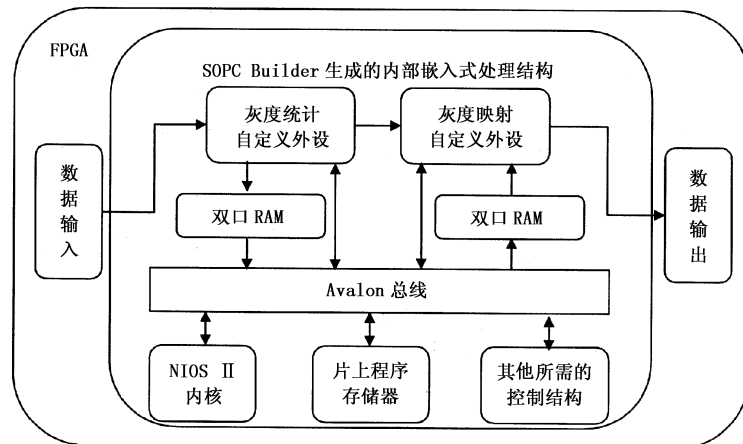 FPGA
SOPC Builder 生成的内部嵌入式处理结构
灰度统计
自定义外设
灰度映射
自定义外设
数据输入
双口 RAM
双口 RAM
数据输出
Avalon 总线
NIOS II
内核
片上程序
存储器
其他所需的
控制结构